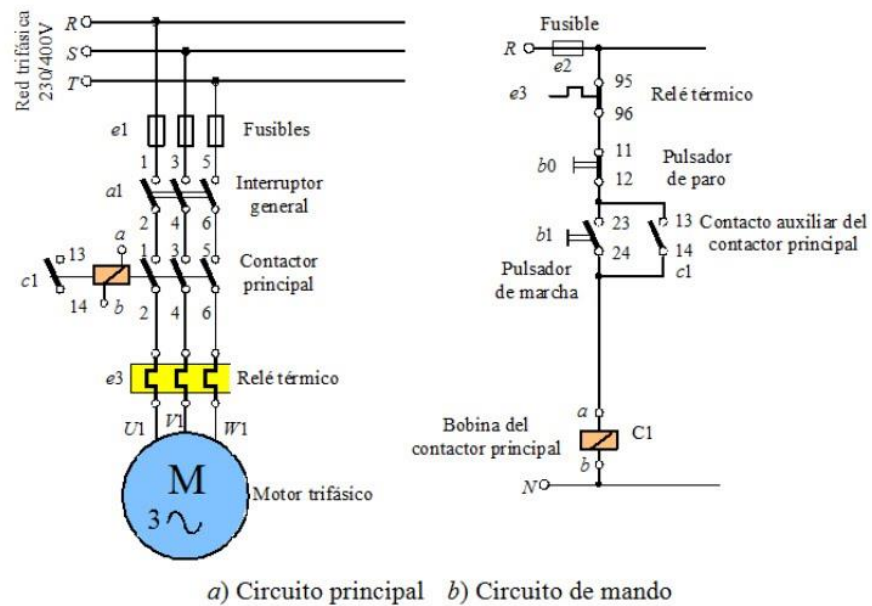 Red trifásica
230/400V
R
S
T
e1
Fusibles
1 3 5
a1
Interruptor
general
2 4 6
a
13
1 3 5
Contactor
principal
c1
14
b
2 4 6
e3
Relé térmico
U1 V1 W1
M
3
Motor trifásico
Fusible
R
e2
95
e3
Relé térmico
96
11
b0
Pulsador
de paro
12
23
13
Contacto auxiliar del
contactor principal
b1
24
14
c1
Pulsador
de marcha
a
Bobina del
contactor principal
C1
b
N
a) Circuito principal b) Circuito de mando